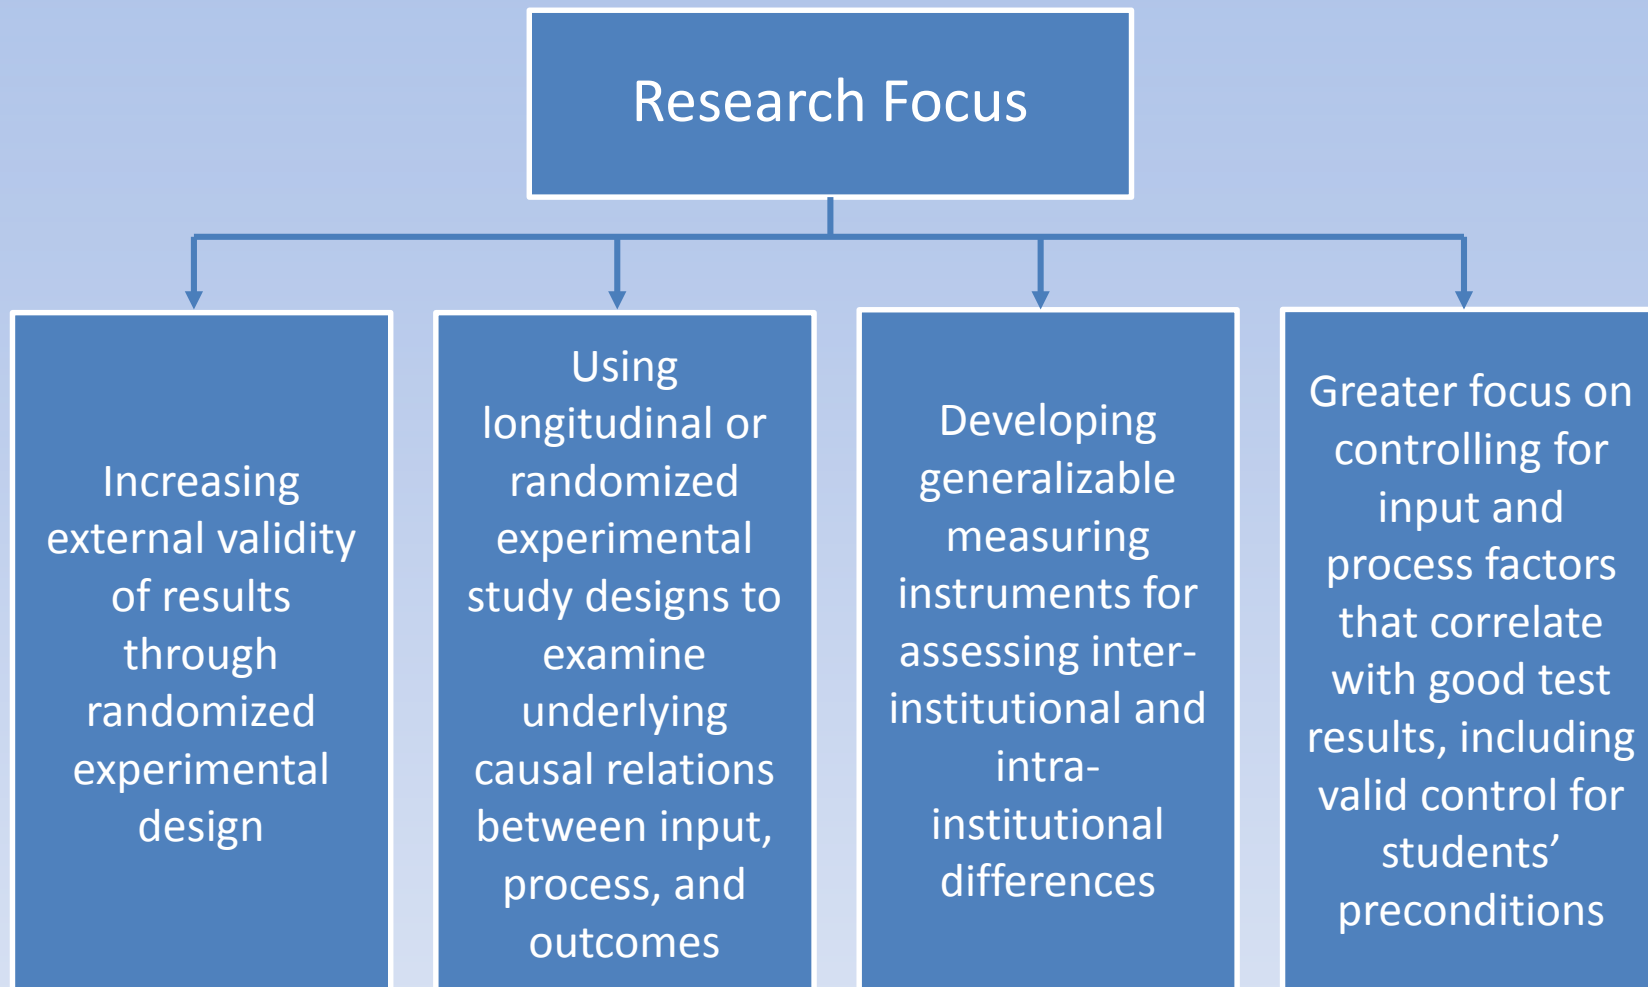 Research Focus
Increasing
external validity
of results
through
randomized
experimental
design
Using
longitudinal or
randomized
experimental
study designs to
examine
underlying
causal relations
between input,
process, and
outcomes
Developing
generalizable
measuring
instruments for
assessing inter-
institutional and
intra-
institutional
differences
Greater focus on
controlling for
input and
process factors
that correlate
with good test
results, including
valid control for
students’
preconditions